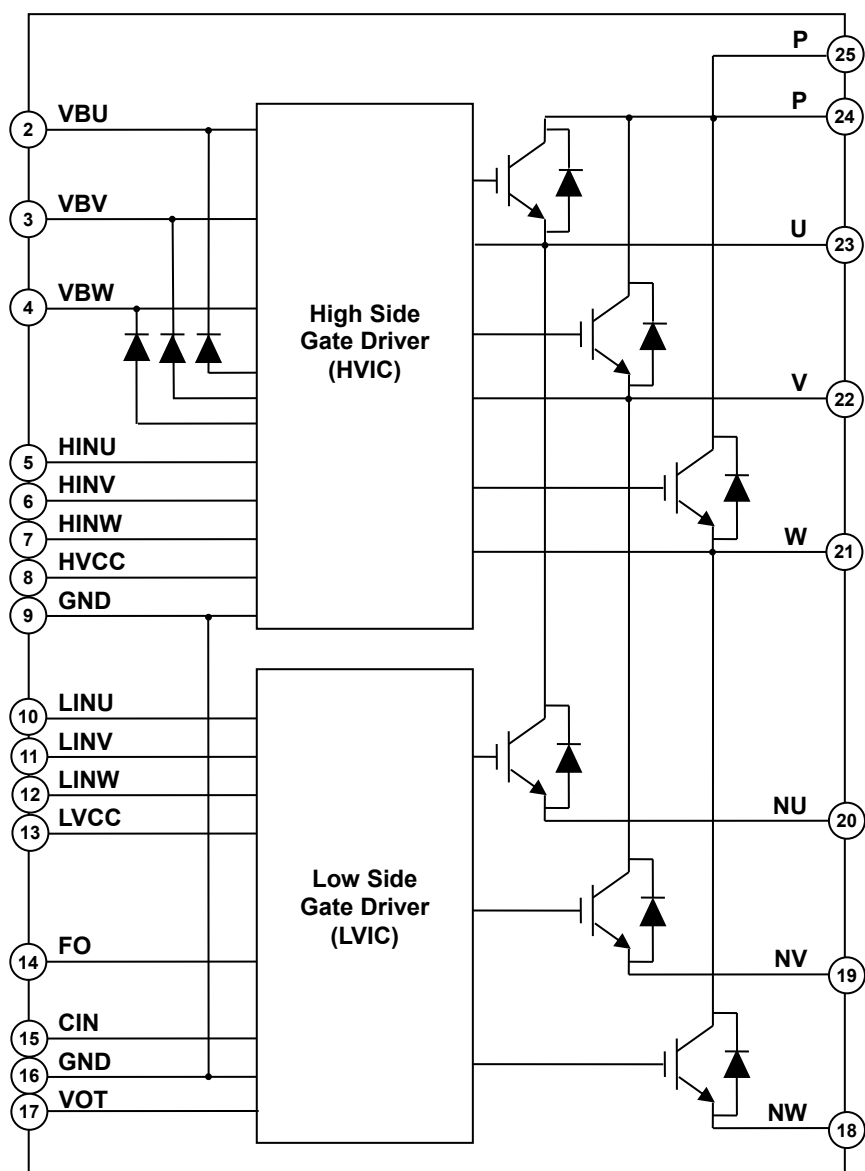 P
25
P
24
2
VBU
3
VBV
U
23
4
VBW
High Side
Gate Driver
(HVIC)
V
22
5
HINU
6
HINV
7
HINW
W
21
8
HVCC
9
GND
10
LINU
11
LINV
12
LINW
13
LVCC
NU
20
Low Side
Gate Driver
(LVIC)
14
FO
NV
19
15
CIN
16
GND
17
VOT
NW
18